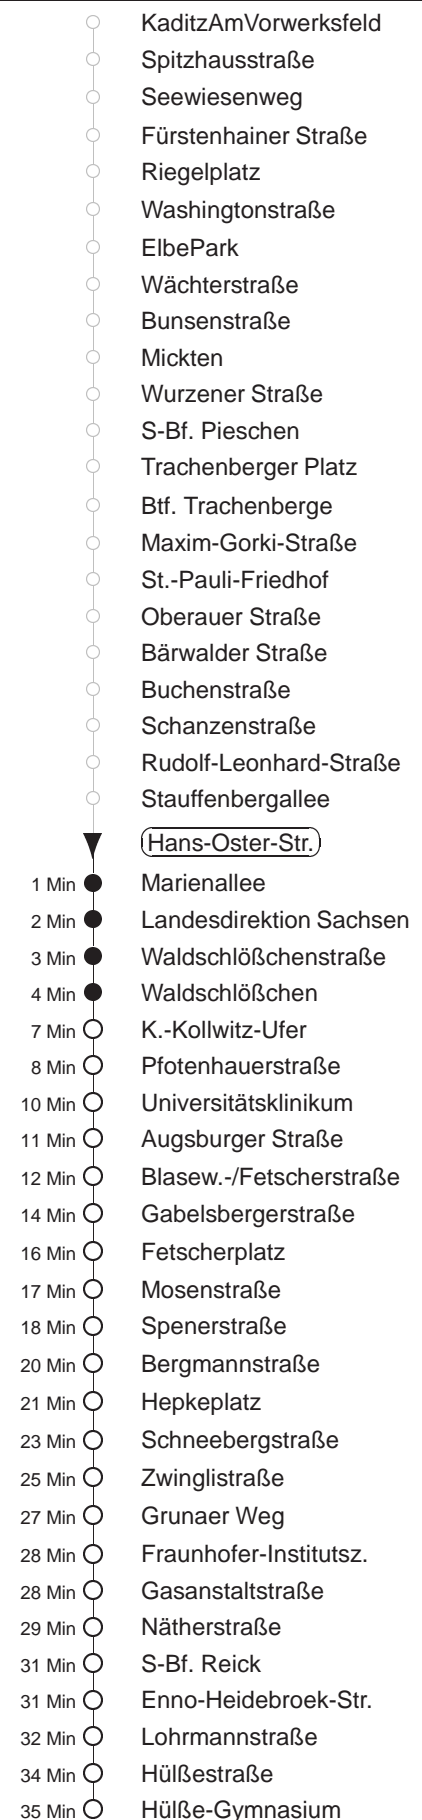 KaditzAmVorwerksfeld
Spitzhausstraße
Seewiesenweg
Fürstenhainer Straße
Riegelplatz
Washingtonstraße
ElbePark
Wächterstraße
Bunsenstraße
Mickten
Wurzener Straße
S-Bf. Pieschen
Trachenberger Platz
Btf. Trachenberge
Maxim-Gorki-Straße
St.-Pauli-Friedhof
Oberauer Straße
Bärwalder Straße
Buchenstraße
Schanzenstraße
Rudolf-Leonhard-Straße
Stauffenbergallee
Hans-Oster-Str.
1 Min Marienallee
2 Min Landesdirektion Sachsen
3 Min Waldschlößchenstraße
4 Min Waldschlößchen
7 Min K.-Kollwitz-Ufer
8 Min Pfotenhauerstraße
10 Min Universitätsklinikum
11 Min Augsburger Straße
12 Min Blasew.-/Fetscherstraße
14 Min Gabelsbergerstraße
16 Min Fetscherplatz
17 Min Mosenstraße
18 Min Spenerstraße
20 Min Bergmannstraße
21 Min Hepkeplatz
23 Min Schneebergstraße
25 Min Zwinglistraße
27 Min Grunaer Weg
28 Min Fraunhofer-Institutsz.
28 Min Gasanstaltstraße
29 Min Nätherstraße
31 Min S-Bf. Reick
31 Min Enno-Heidebroek-Str.
32 Min Lohrmannstraße
34 Min Hülßestraße
35 Min Hülße-Gymnasium